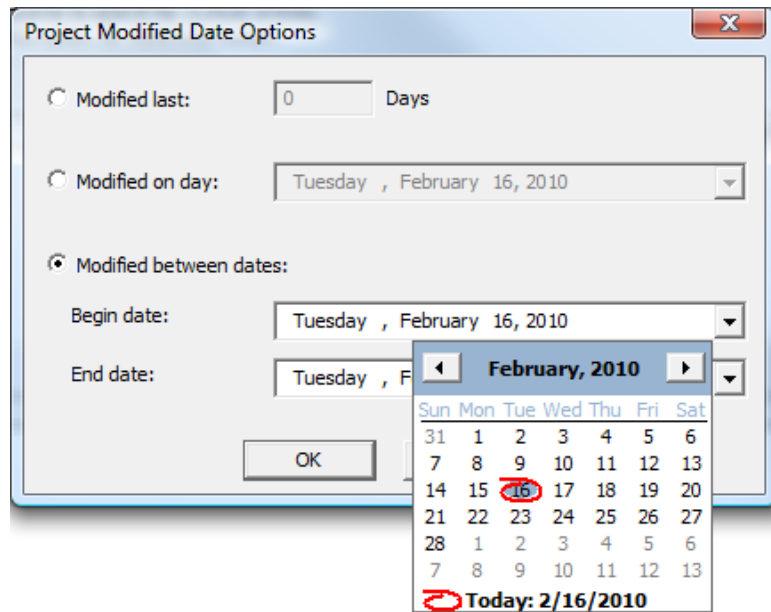 Project Modified Date Options
Modified last: 0 Days
Modified on day: Tuesday , February 16, 2010
Modified between dates:
Begin date: Tuesday , February 16, 2010
End date: Tuesday , F
February, 2010
Sun Mon Tue Wed Thu Fri Sat
31 1 2 3 4 5 6
7 8 9 10 11 12 13
14 15 16 17 18 19 20
21 22 23 24 25 26 27
28 1 2 3 4 5 6
7 8 9 10 11 12 13
Today: 2/16/2010
OK